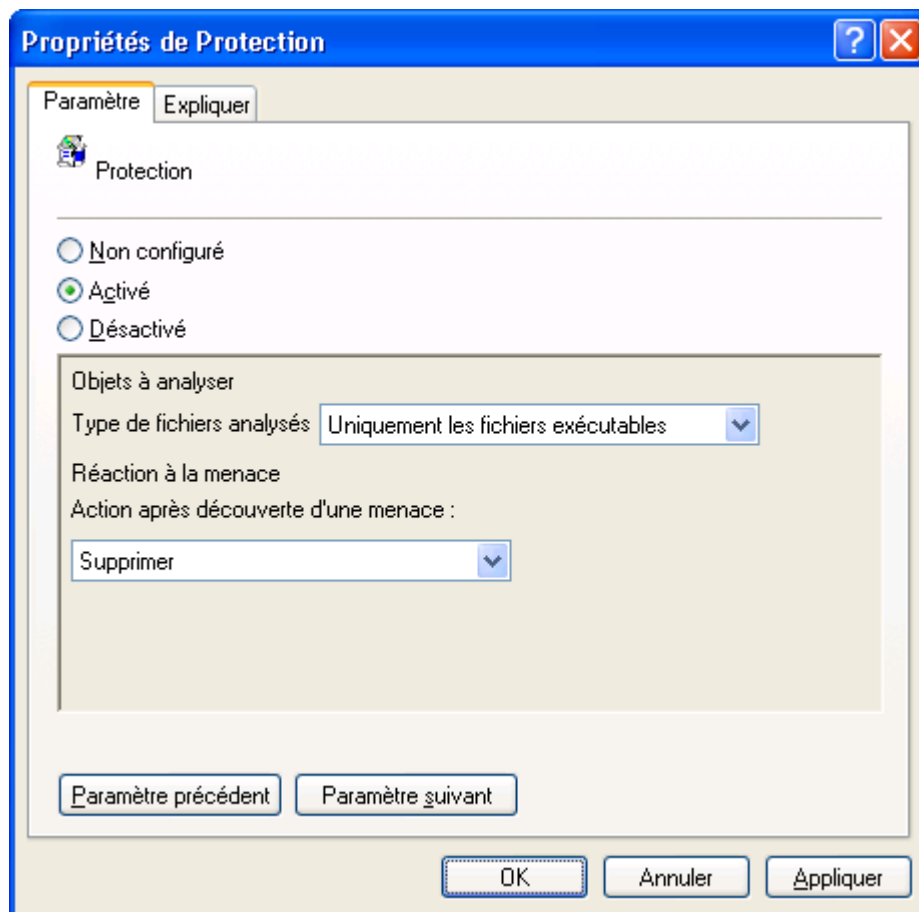 Propriétés de Protection
Paramètre
Expliquer
Protection
Non configuré
Activé
Désactivé
Objets à analyser
Type de fichiers analysés Uniquement les fichiers exécutables
Réaction à la menace
Action après découverte d'une menace :
Supprimer
Paramètre précédent
Paramètre suivant
OK
Annuler
Appliquer